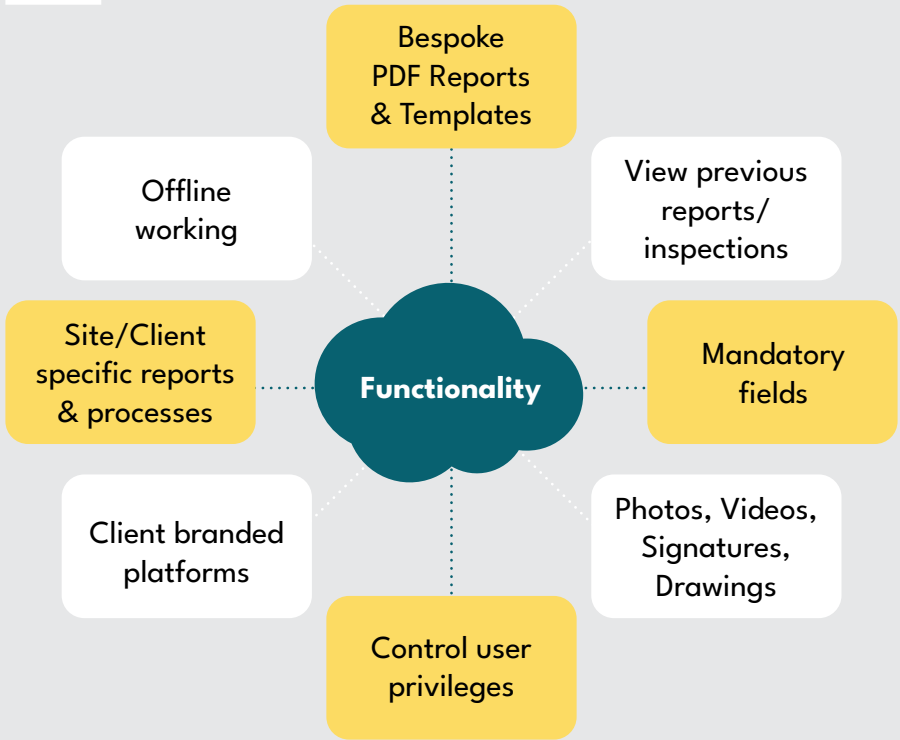 Bespoke
PDF Reports
& Templates
Offline
working
View previous
reports/
inspections
Site/Client
specific reports
& processes
Functionality
Mandatory
fields
Client branded
platforms
Photos, Videos,
Signatures,
Drawings
Control user
privileges